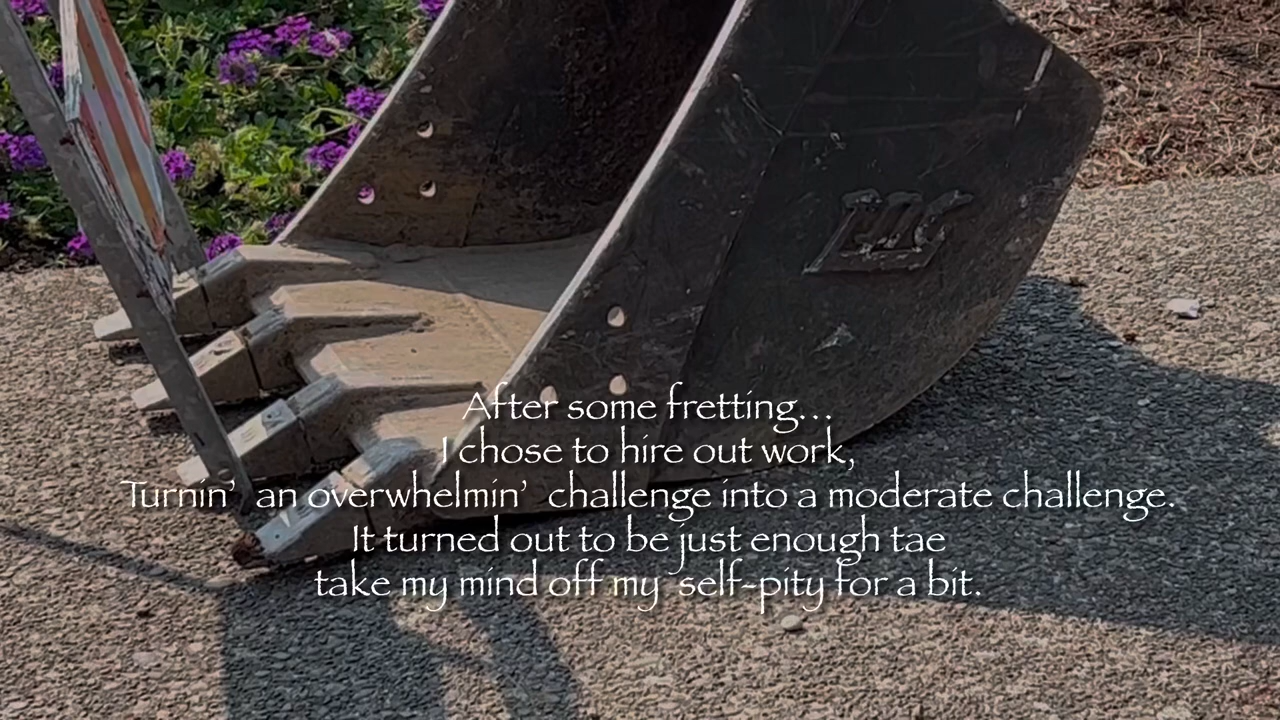 After some fretting...
I chose to hire out work,
Turnin' an overwhelmin' challenge into a moderate challenge.
It turned out to be just enough tae
take my mind off my self-pity for a bit.